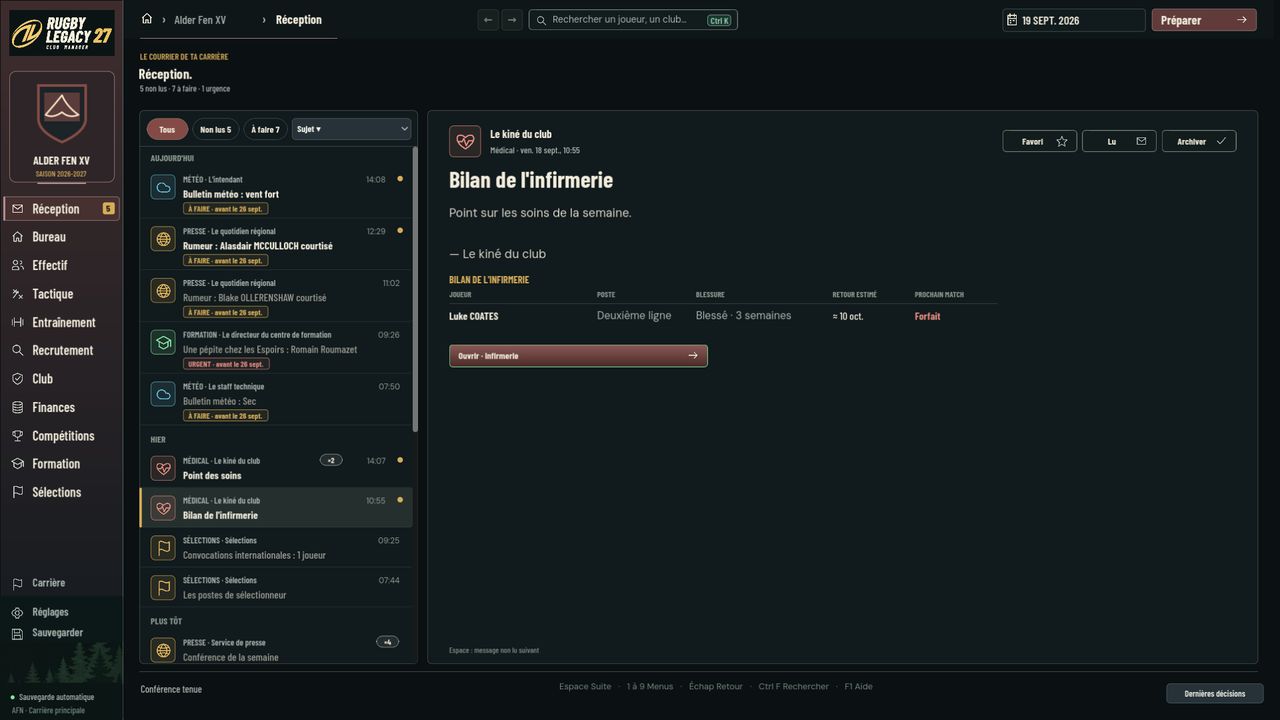 RUGBY
LEGACY 27
CLUB MANAGER
ALDER FEN XV
SAISON 2026-2027
Réception 5
Bureau
Effectif
Tactique
Entraînement
Recrutement
Club
Finances
Compétitions
Formation
Sélections
Carrière
Réglages
Sauvegarder
Sauvegarde automatique
AFN · Carrière principale
› Alder Fen XV › Réception
← → Rechercher un joueur, un club... Ctrl K
19 SEPT. 2026
Préparer →
LE COURRIER DE TA CARRIÈRE
Réception.
5 non lus · 7 à faire · 1 urgence
Tous Non lus 5 À faire 7 Sujet ▾
AUJOURD'HUI
MÉTÉO · L'intendant 14:08
Bulletin météo : vent fort
À FAIRE · avant le 26 sept.
PRESSE · Le quotidien régional 12:29
Rumeur : Alasdair MCCULLOCH courtisé
À FAIRE · avant le 26 sept.
PRESSE · Le quotidien régional 11:02
Rumeur : Blake OLLERENSHAW courtisé
À FAIRE · avant le 26 sept.
FORMATION · Le directeur du centre de formation 09:26
Une pépite chez les Espoirs : Romain Roumazet
URGENT · avant le 26 sept.
MÉTÉO · Le staff technique 07:50
Bulletin météo : Sec
À FAIRE · avant le 26 sept.
HIER
MÉDICAL · Le kiné du club +2 14:07
Point des soins
MÉDICAL · Le kiné du club 10:55
Bilan de l'infirmerie
SÉLECTIONS · Sélections 09:25
Convocations internationales : 1 joueur
SÉLECTIONS · Sélections 07:44
Les postes de sélectionneur
PLUS TÔT
PRESSE · Service de presse +4
Conférence de la semaine
Le kiné du club
Médical · ven. 18 sept., 10:55
Favori Lu Archiver
Bilan de l'infirmerie
Point sur les soins de la semaine.
— Le kiné du club
BILAN DE L'INFIRMERIE
JOUEUR POSTE BLESSURE RETOUR ESTIMÉ PROCHAIN MATCH
Luke COATES Deuxième ligne Blessé · 3 semaines ≈ 10 oct. Forfait
Ouvrir · Infirmerie →
Espace : message non lu suivant
Conférence tenue
Espace Suite · 1 à 9 Menus · Échap Retour · Ctrl F Rechercher · F1 Aide
Dernières décisions